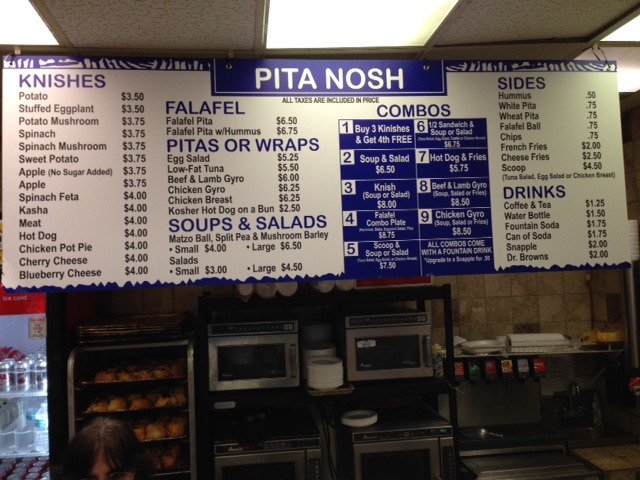 PITA NOSH
ALL TAXES ARE INCLUDED IN PRICE
KNISHES
Potato $3.50
Stuffed Eggplant $3.50
Potato Mushroom $3.75
Spinach $3.75
Spinach Mushroom $3.75
Sweet Potato $3.75
Apple (No Sugar Added) $3.75
Apple $3.75
Spinach Feta $4.00
Kasha $4.00
Meat $4.00
Hot Dog $4.00
Chicken Pot Pie $4.00
Cherry Cheese $4.00
Blueberry Cheese $4.00
FALAFEL
Falafel Pita $6.50
Falafel Pita w/Hummus $6.75
PITAS OR WRAPS
Egg Salad $5.25
Low-Fat Tuna $5.50
Beef & Lamb Gyro $6.00
Chicken Gyro $6.25
Chicken Breast $6.25
Kosher Hot Dog on a Bun $2.50
SOUPS & SALADS
Matzo Ball, Split Pea & Mushroom Barley
• Small $4.00 • Large $6.50
Salads
• Small $3.00 • Large $4.50
COMBOS
1 Buy 3 Kinishes
& Get 4th FREE
2 Soup & Salad
$6.50
3 Knish
(Soup or Salad)
$8.00
4 Falafel
Combo Plate
$8.75
5 Scoop &
Soup or Salad
$7.50
6 1/2 Sandwich &
Soup or Salad
$6.75
7 Hot Dog & Fries
$5.75
8 Beef & Lamb Gyro
(Soup, Salad or Fries)
$8.50
9 Chicken Gyro
(Soup, Salad or Fries)
$8.50
ALL COMBOS COME
WITH A FOUNTAIN DRINK
*Upgrade to a Snapple for .50
SIDES
Hummus .50
White Pita .75
Wheat Pita .75
Falafel Ball .75
Chips .75
French Fries $2.00
Cheese Fries $2.50
Scoop $4.50
(Tuna Salad, Egg Salad or Chicken Breast)
DRINKS
Coffee & Tea $1.25
Water Bottle $1.50
Fountain Soda $1.75
Can of Soda $1.75
Snapple $2.00
Dr. Browns $2.00
ice cold